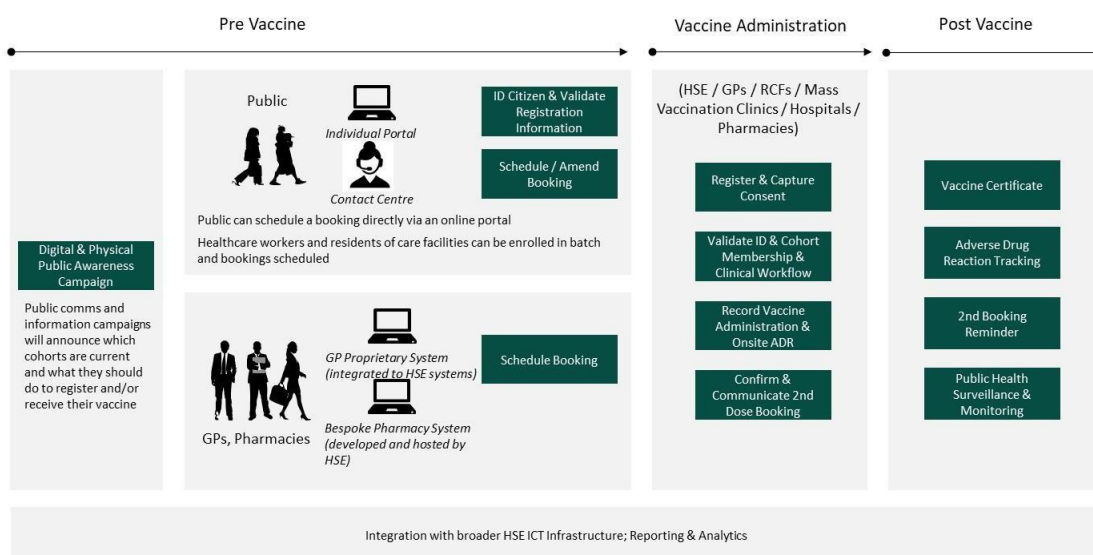 Pre Vaccine
Vaccine Administration
Post Vaccine
Digital & Physical
Public Awareness
Campaign
Public comms and
information campaigns
will announce which
cohorts are current
and what they should
do to register and/or
receive their vaccine
Public
Individual Portal
Contact Centre
ID Citizen & Validate
Registration
Information
Schedule / Amend
Booking
Public can schedule a booking directly via an online portal
Healthcare workers and residents of care facilities can be enrolled in batch
and bookings scheduled
GPs, Pharmacies
GP Proprietary System
(integrated to HSE systems)
Bespoke Pharmacy System
(developed and hosted by
HSE)
Schedule Booking
(HSE / GPs / RCFs / Mass
Vaccination Clinics / Hospitals /
Pharmacies)
Register & Capture
Consent
Validate ID & Cohort
Membership &
Clinical Workflow
Record Vaccine
Administration &
Onsite ADR
Confirm &
Communicate 2nd
Dose Booking
Vaccine Certificate
Adverse Drug
Reaction Tracking
2nd Booking
Reminder
Public Health
Surveillance &
Monitoring
Integration with broader HSE ICT Infrastructure; Reporting & Analytics